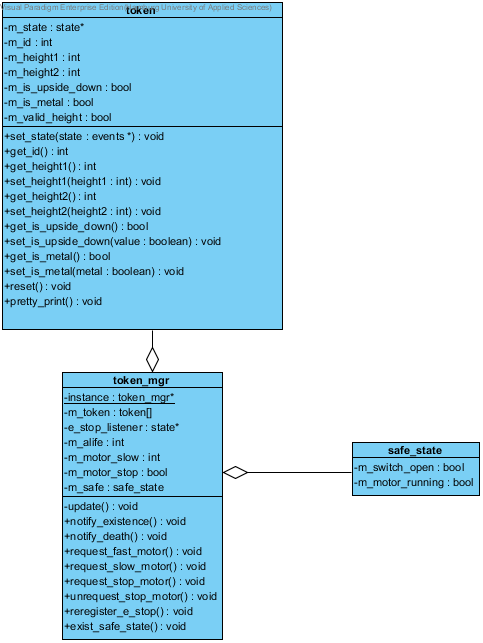 Visual Paradigm Enterprise Edition University of Applied Sciences)
token
-m_state : state*
-m_id : int
-m_height1 : int
-m_height2 : int
-m_is_upside_down : bool
-m_is_metal : bool
-m_valid_height : bool
+set_state(state : events *) : void
+get_id() : int
+get_height1() : int
+set_height1(height1 : int) : void
+get_height2() : int
+set_height2(height2 : int) : void
+get_is_upside_down() : bool
+set_is_upside_down(value : boolean) : void
+get_is_metal() : bool
+set_is_metal(metal : boolean) : void
+reset() : void
+pretty_print() : void
token_mgr
-instance : token_mgr*
-m_token : token[]
-e_stop_listener : state*
-m_alife : int
-m_motor_slow : int
-m_motor_stop : bool
-m_safe : safe_state
-update() : void
+notify_existence() : void
+notify_death() : void
+request_fast_motor() : void
+request_slow_motor() : void
+request_stop_motor() : void
+unrequest_stop_motor() : void
+reregister_e_stop() : void
+exist_safe_state() : void
safe_state
-m_switch_open : bool
-m_motor_running : bool